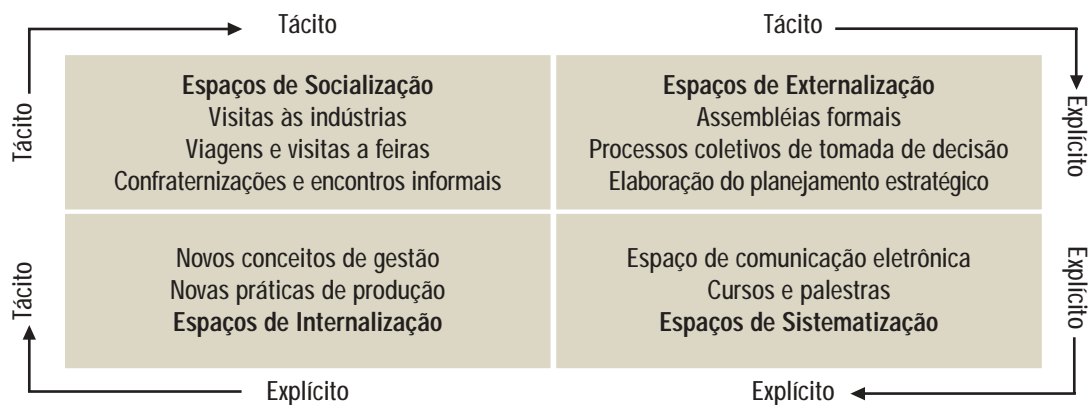 Tácito
Tácito
Tácito
Explícito
Espaços de Socialização
Visitas às indústrias
Viagens e visitas a feiras
Confraternizações e encontros informais
Espaços de Externalização
Assembléias formais
Processos coletivos de tomada de decisão
Elaboração do planejamento estratégico
Tácito
Novos conceitos de gestão
Novas práticas de produção
Espaços de Internalização
Espaço de comunicação eletrônica
Cursos e palestras
Espaços de Sistematização
Explícito
Explícito
Explícito